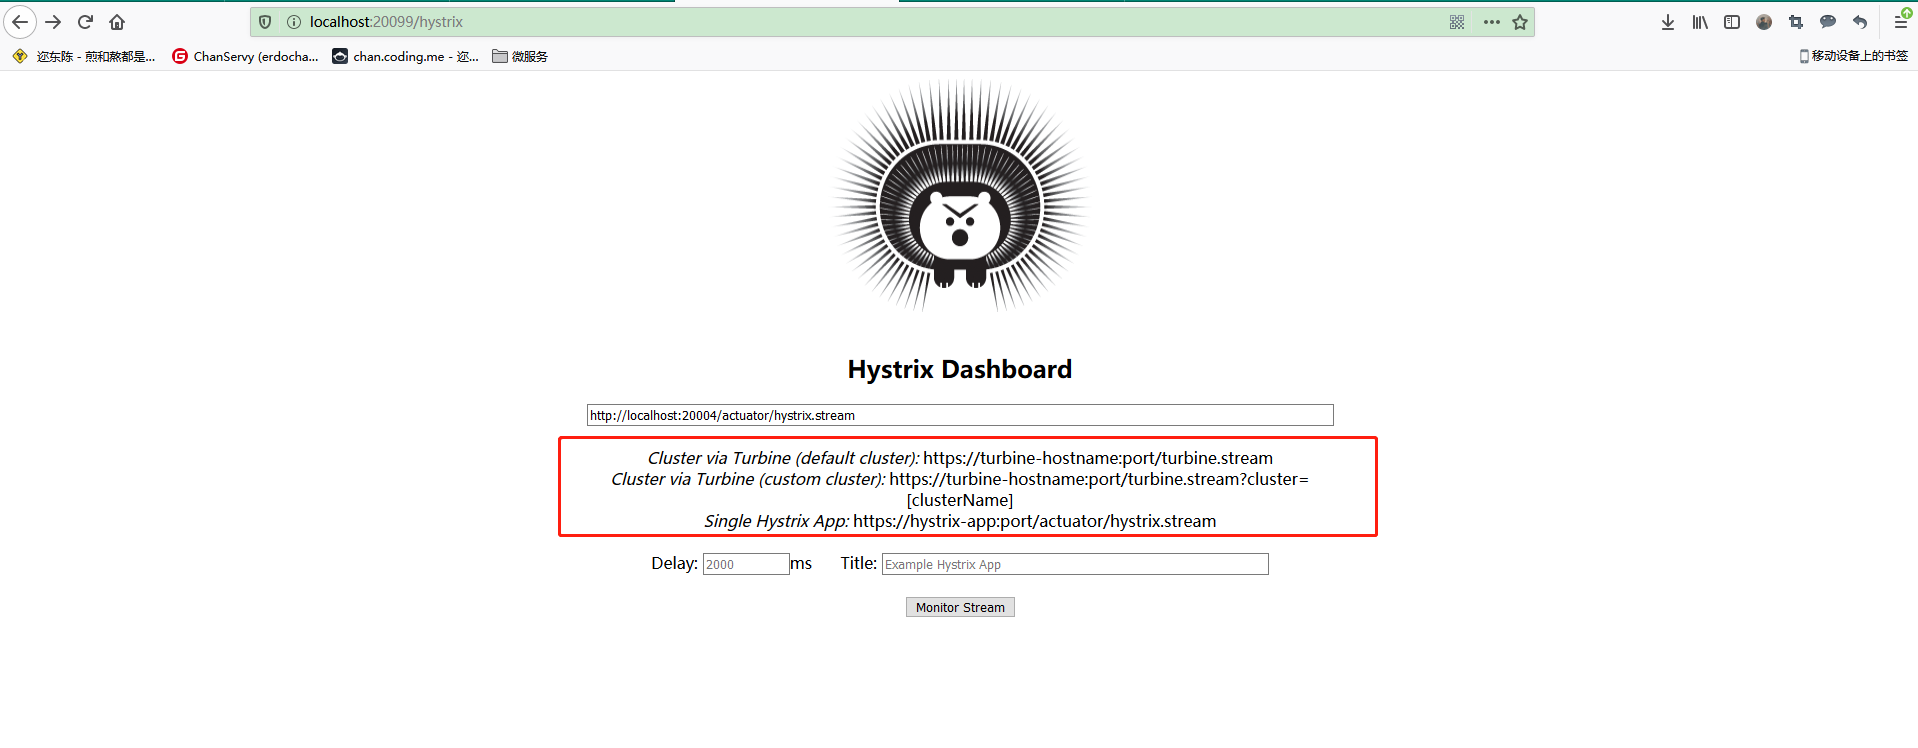 localhost:20099/hystrix
迩东陈 - 煎和熬都是...
ChanServy (erdocha...
chan.coding.me - 迩...
微服务
移动设备上的书签
Hystrix Dashboard
http://localhost:20004/actuator/hystrix.stream
Cluster via Turbine (default cluster): https://turbine-hostname:port/turbine.stream
Cluster via Turbine (custom cluster): https://turbine-hostname:port/turbine.stream?cluster=
[clusterName]
Single Hystrix App: https://hystrix-app:port/actuator/hystrix.stream
Delay: 2000 ms Title: Example Hystrix App
Monitor Stream